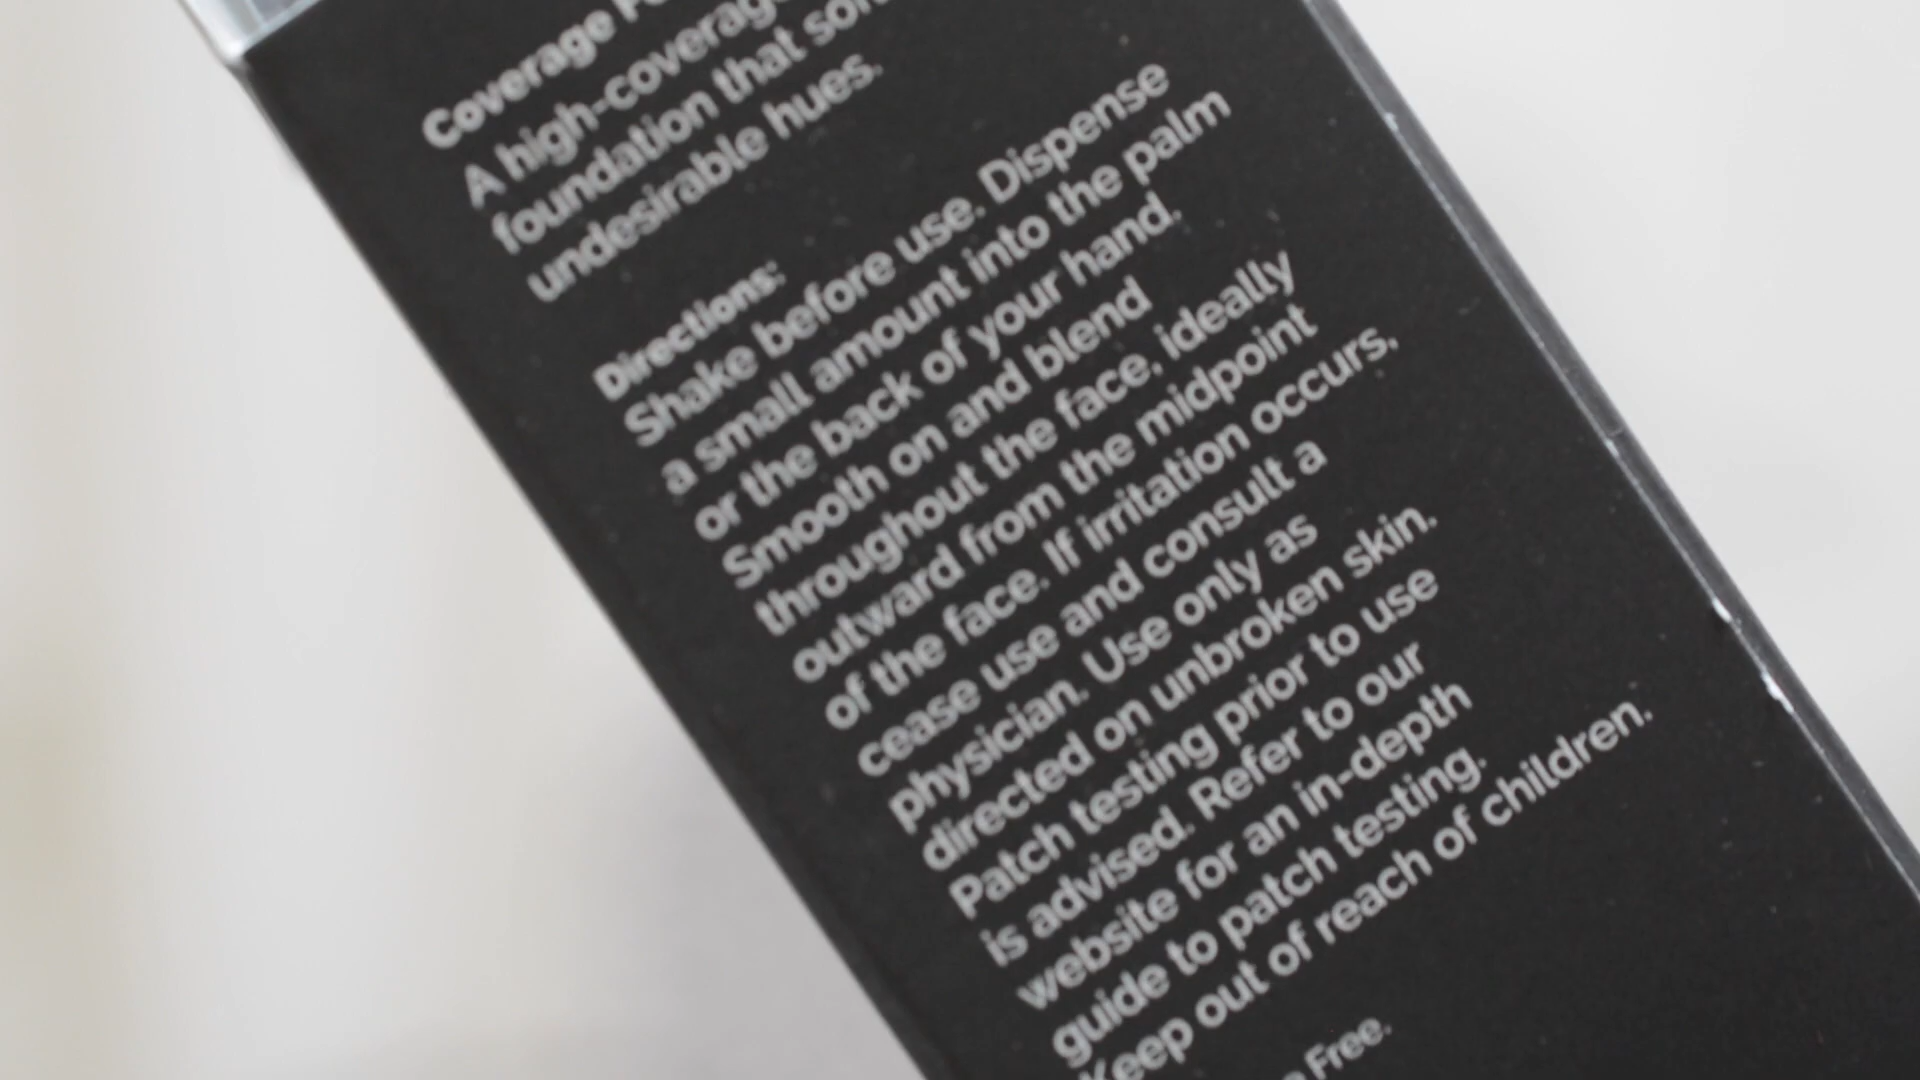 Coverage
A high-coverage
foundation that
undesirable hues.
Directions:
Shake before use. Dispense
a small amount into the palm
or the back of your hand.
Smooth on and blend
throughout the face, ideally
outward from the midpoint
of the face. If irritation occurs,
cease use and consult a
physician. Use only as
directed on unbroken skin.
Patch testing prior to use
is advised. Refer to our
website for an in-depth
guide to patch testing.
Keep out of reach of children.
Free.